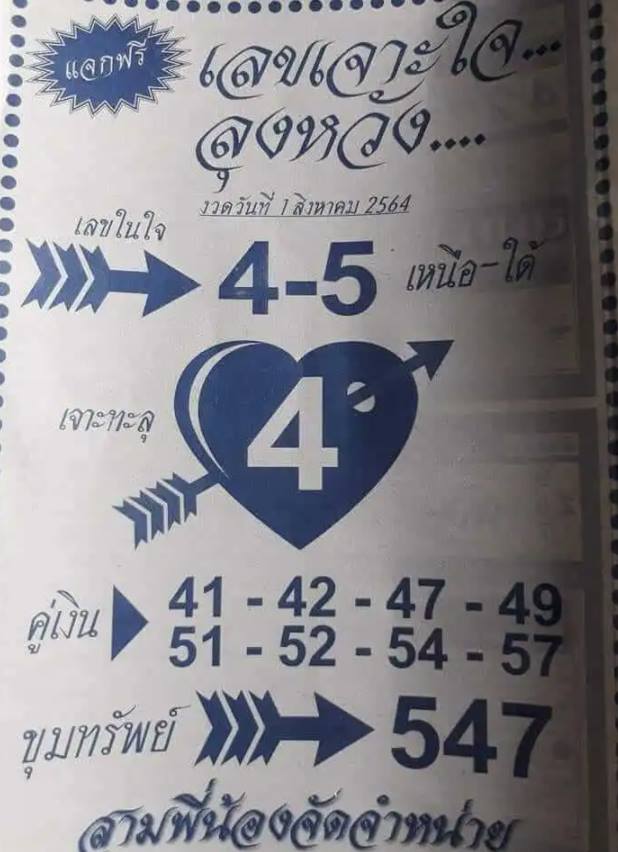 แจกฟรี
เลขเจาะใจ...
ลุงหวัง....
งวดวันที่ 1 สิงหาคม 2564
เลขในใจ
4-5 เหนือ-ใต้
เจาะทะลุ
4
คู่เงิน
41 - 42 - 47 - 49
51 - 52 - 54 - 57
ขุมทรัพย์ 547
สามพี่น้องจัดจำหน่าย